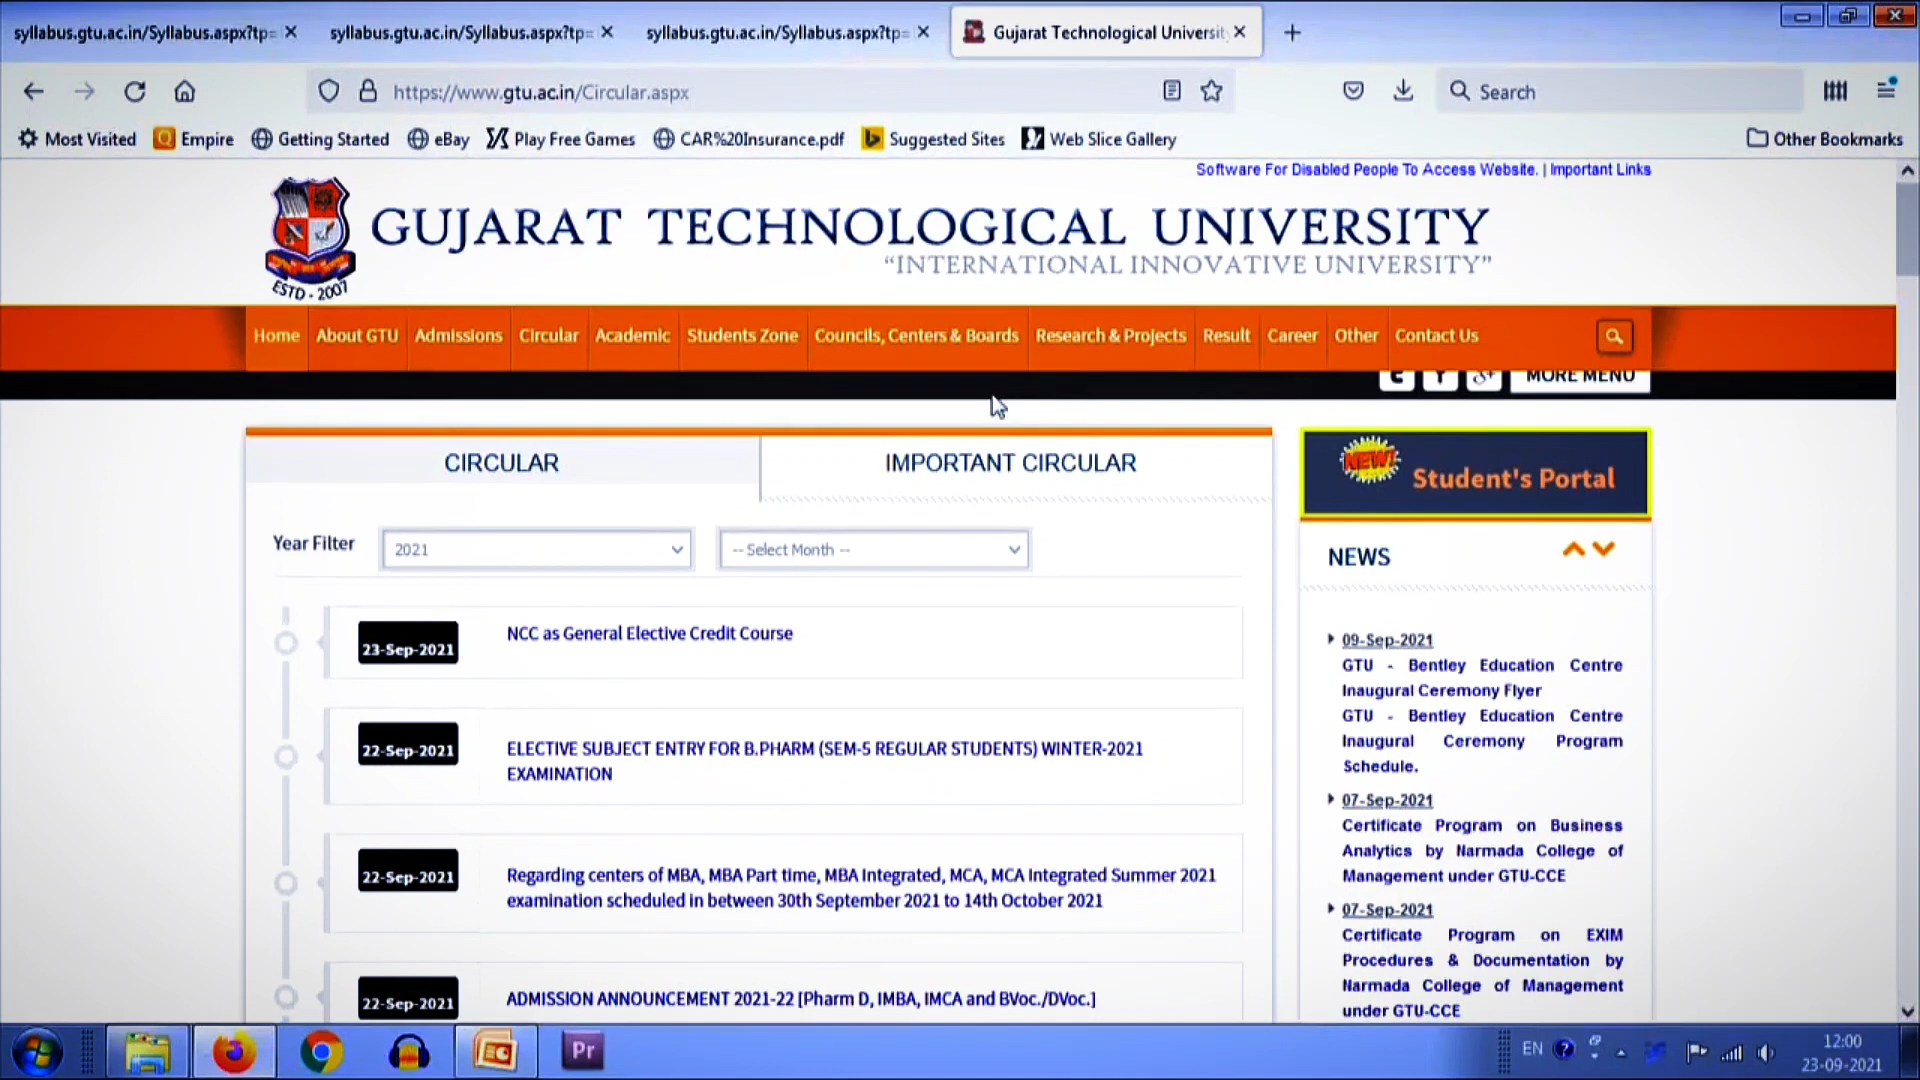 syllabus.gtu.ac.in/Syllabus.aspx?tp=
syllabus.gtu.ac.in/Syllabus.aspx?tp=
syllabus.gtu.ac.in/Syllabus.aspx?tp=
Gujarat Technological Universit
https://www.gtu.ac.in/Circular.aspx
Search
Most Visited
Empire
Getting Started
eBay
Play Free Games
CAR%20Insurance.pdf
Suggested Sites
Web Slice Gallery
Other Bookmarks
Software For Disabled People To Access Website. | Important Links
GUJARAT TECHNOLOGICAL UNIVERSITY
“INTERNATIONAL INNOVATIVE UNIVERSITY”
ESTD - 2007
Home
About GTU
Admissions
Circular
Academic
Students Zone
Councils, Centers & Boards
Research & Projects
Result
Career
Other
Contact Us
MORE MENU
CIRCULAR
IMPORTANT CIRCULAR
Year Filter
2021
-- Select Month --
23-Sep-2021
NCC as General Elective Credit Course
22-Sep-2021
ELECTIVE SUBJECT ENTRY FOR B.PHARM (SEM-5 REGULAR STUDENTS) WINTER-2021
EXAMINATION
22-Sep-2021
Regarding centers of MBA, MBA Part time, MBA Integrated, MCA, MCA Integrated Summer 2021
examination scheduled in between 30th September 2021 to 14th October 2021
22-Sep-2021
ADMISSION ANNOUNCEMENT 2021-22 [Pharm D, IMBA, IMCA and BVoc./DVoc.]
NEW!
Student's Portal
NEWS
09-Sep-2021
GTU - Bentley Education Centre
Inaugural Ceremony Flyer
GTU - Bentley Education Centre
Inaugural Ceremony Program
Schedule.
07-Sep-2021
Certificate Program on Business
Analytics by Narmada College of
Management under GTU-CCE
07-Sep-2021
Certificate Program on EXIM
Procedures & Documentation by
Narmada College of Management
under GTU-CCE
Pr
EN
12:00
23-09-2021